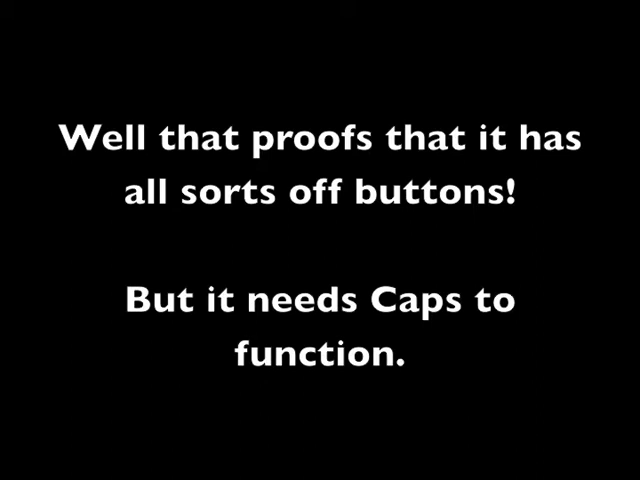 Well that proofs that it has
all sorts off buttons!
But it needs Caps to
function.